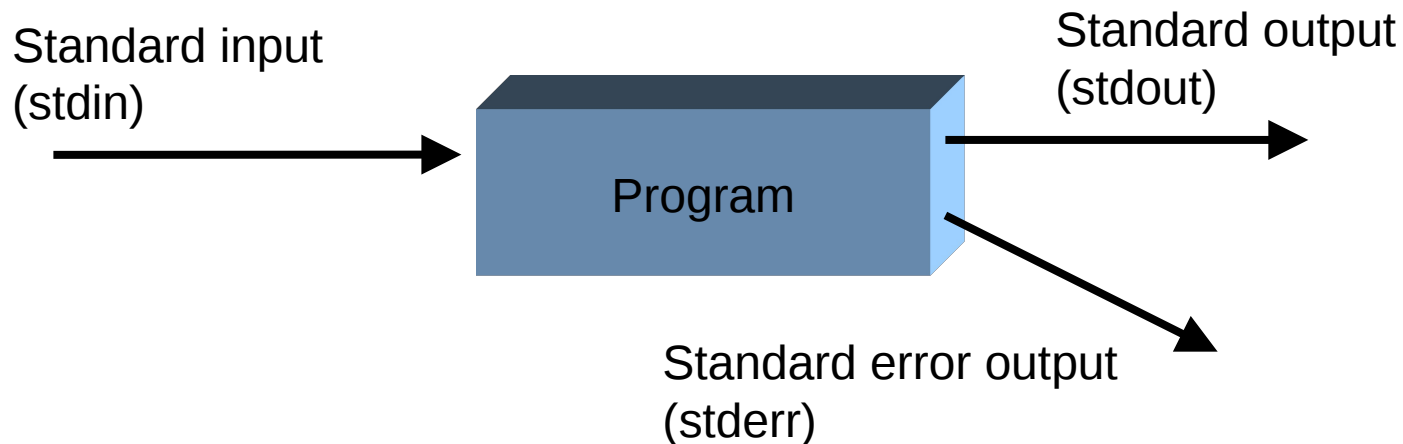 Standard input
(stdin)
Standard output
(stdout)
Program
Standard error output
(stderr)